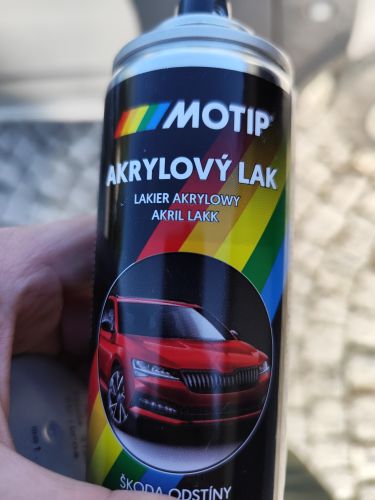 MOTIP
AKRYLOVÝ LAK
LAKIER AKRYLOWY
AKRIL LAKK
ŠKODA ODSTÍNY